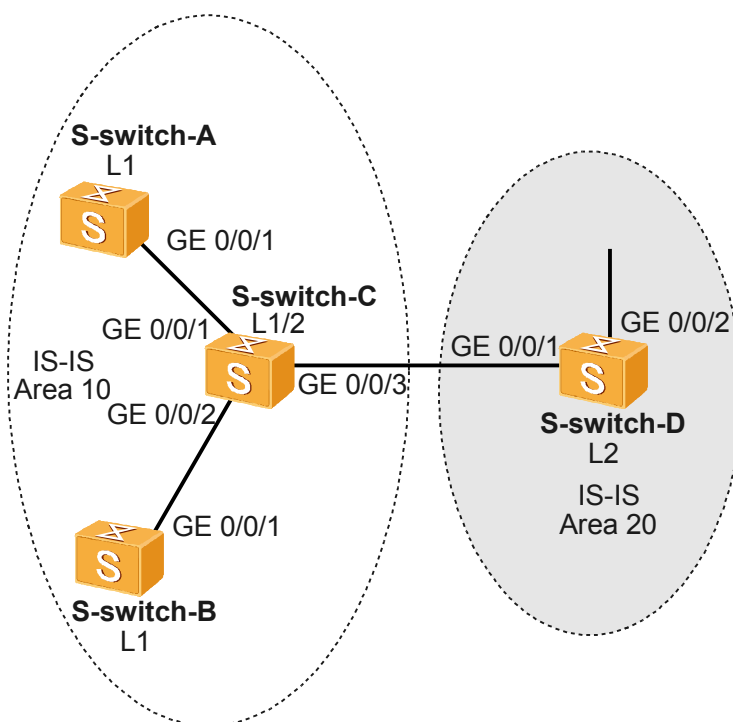 S-switch-A
L1
S
GE 0/0/1
S-switch-C
L1/2
GE 0/0/1
S
GE 0/0/3
IS-IS
Area 10
GE 0/0/2
GE 0/0/1
S
S-switch-B
L1
GE 0/0/2
GE 0/0/1
S
S-switch-D
L2
IS-IS
Area 20